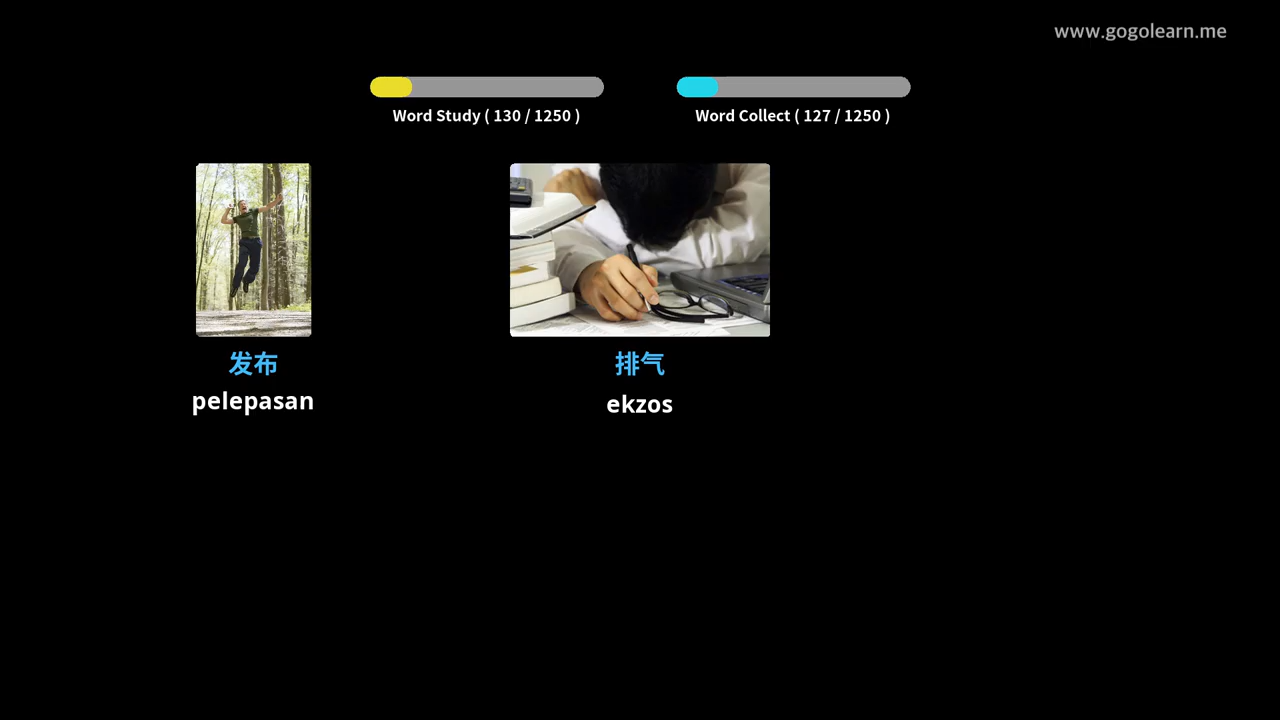 www.gogolearn.me
Word Study ( 130 / 1250 )
Word Collect ( 127 / 1250 )
发布
pelepasan
排气
ekzos